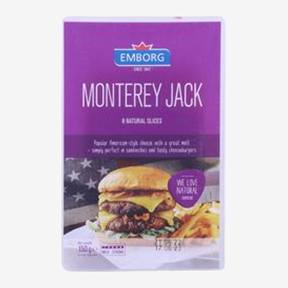 EMBORG
SINCE 1947
MONTEREY JACK
8 NATURAL SLICES
Popular American-style cheese with a great melt
- simply perfect in sandwiches and tasty cheeseburgers
WE LOVE
NATURAL
150 g